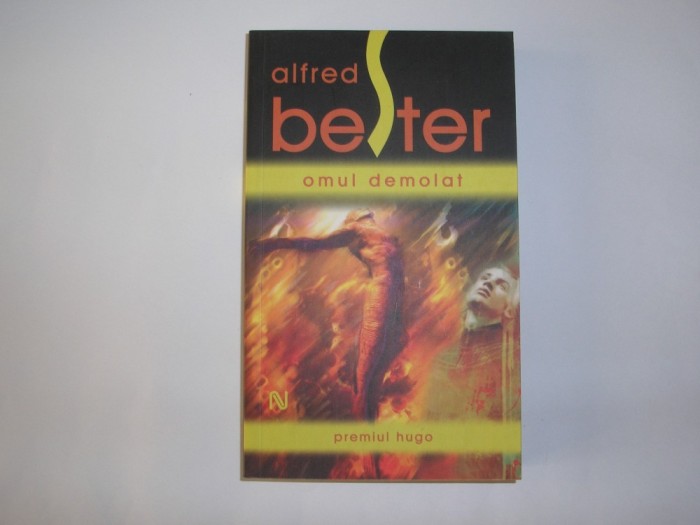 alfred
beSter
omul demolat
N
premiul hugo